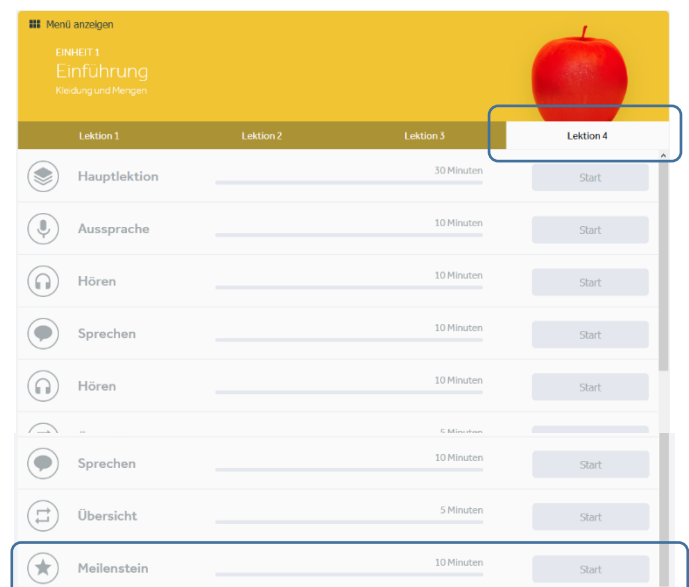 Menü anzeigen
EINHEIT 1
Einführung
Kleidung und Mengen
Lektion 1 Lektion 2 Lektion 3 Lektion 4
Hauptlektion 30 Minuten Start
Aussprache 10 Minuten Start
Hören 10 Minuten Start
Sprechen 10 Minuten Start
Hören 10 Minuten Start
5 Minuten
Sprechen 10 Minuten Start
Übersicht 5 Minuten Start
Meilenstein 10 Minuten Start